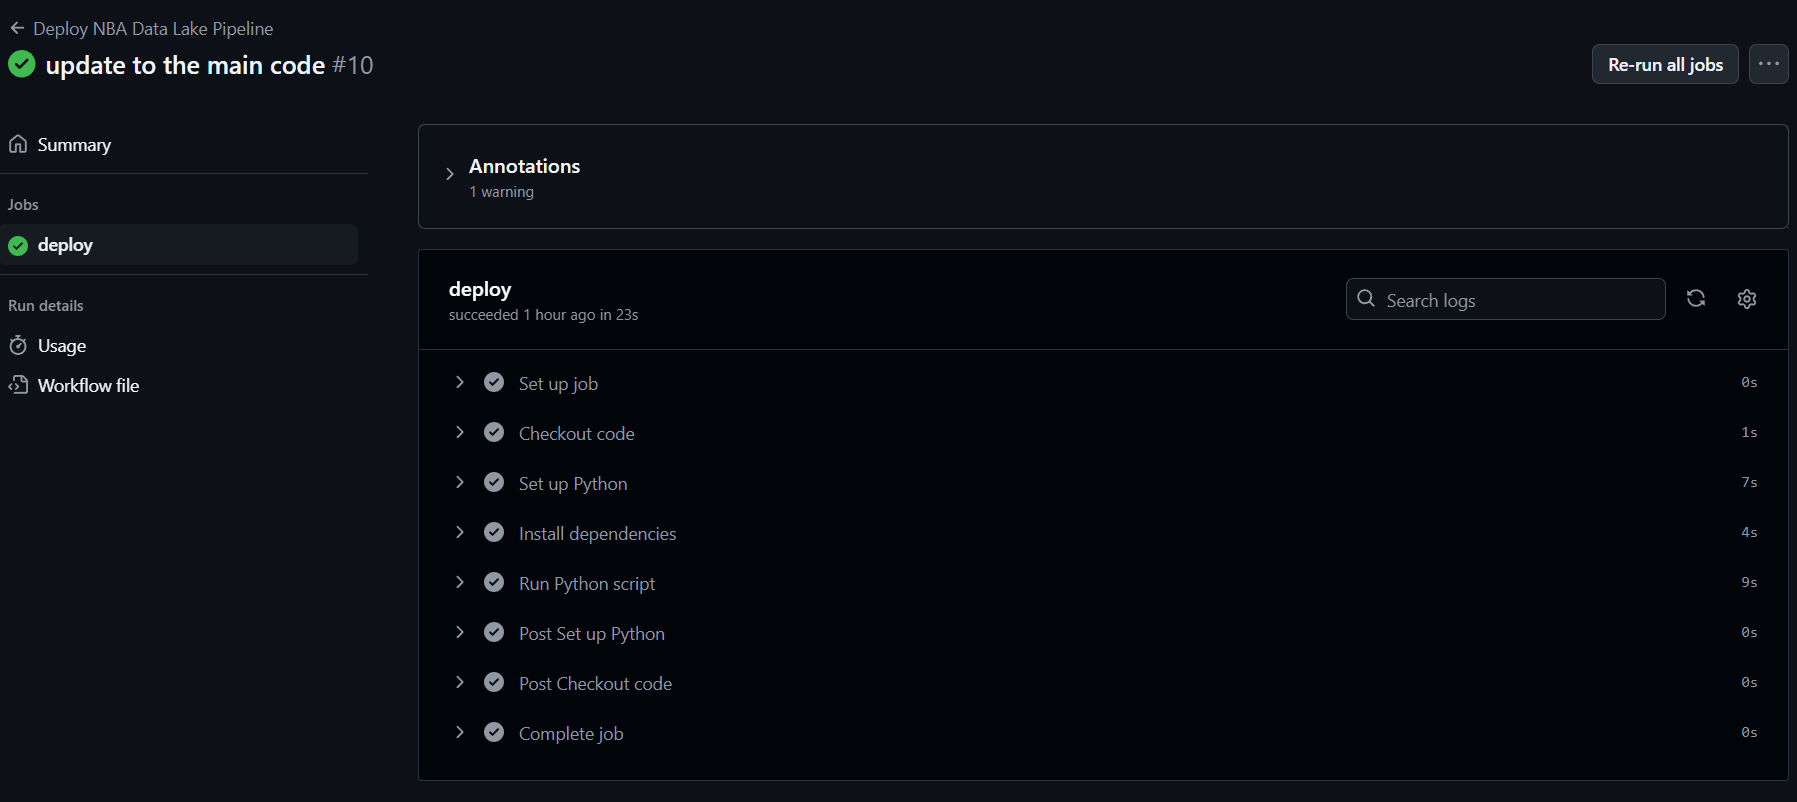 Deploy NBA Data Lake Pipeline
update to the main code #10
Re-run all jobs
Summary
Jobs
deploy
Run details
Usage
Workflow file
Annotations
1 warning
deploy
succeeded 1 hour ago in 23s
Search logs
Set up job 0s
Checkout code 1s
Set up Python 7s
Install dependencies 4s
Run Python script 9s
Post Set up Python 0s
Post Checkout code 0s
Complete job 0s